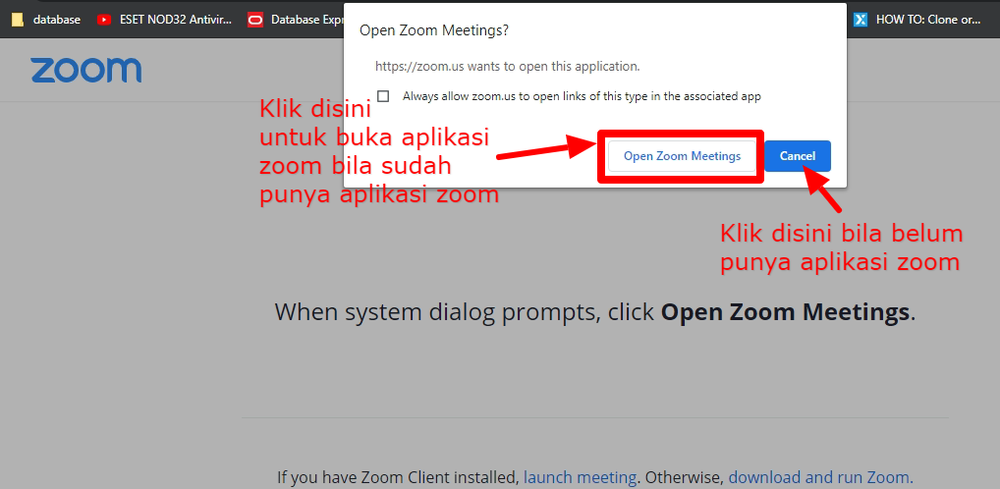 database
ESET NOD32 Antivir...
Database Expr
HOW TO: Clone or...
Open Zoom Meetings?
zoom
https://zoom.us wants to open this application.
Always allow zoom.us to open links of this type in the associated app
Klik disini
untuk buka aplikasi
zoom bila sudah
punya aplikasi zoom
Open Zoom Meetings
Cancel
Klik disini bila belum
punya aplikasi zoom
When system dialog prompts, click Open Zoom Meetings.
If you have Zoom Client installed, launch meeting. Otherwise, download and run Zoom.